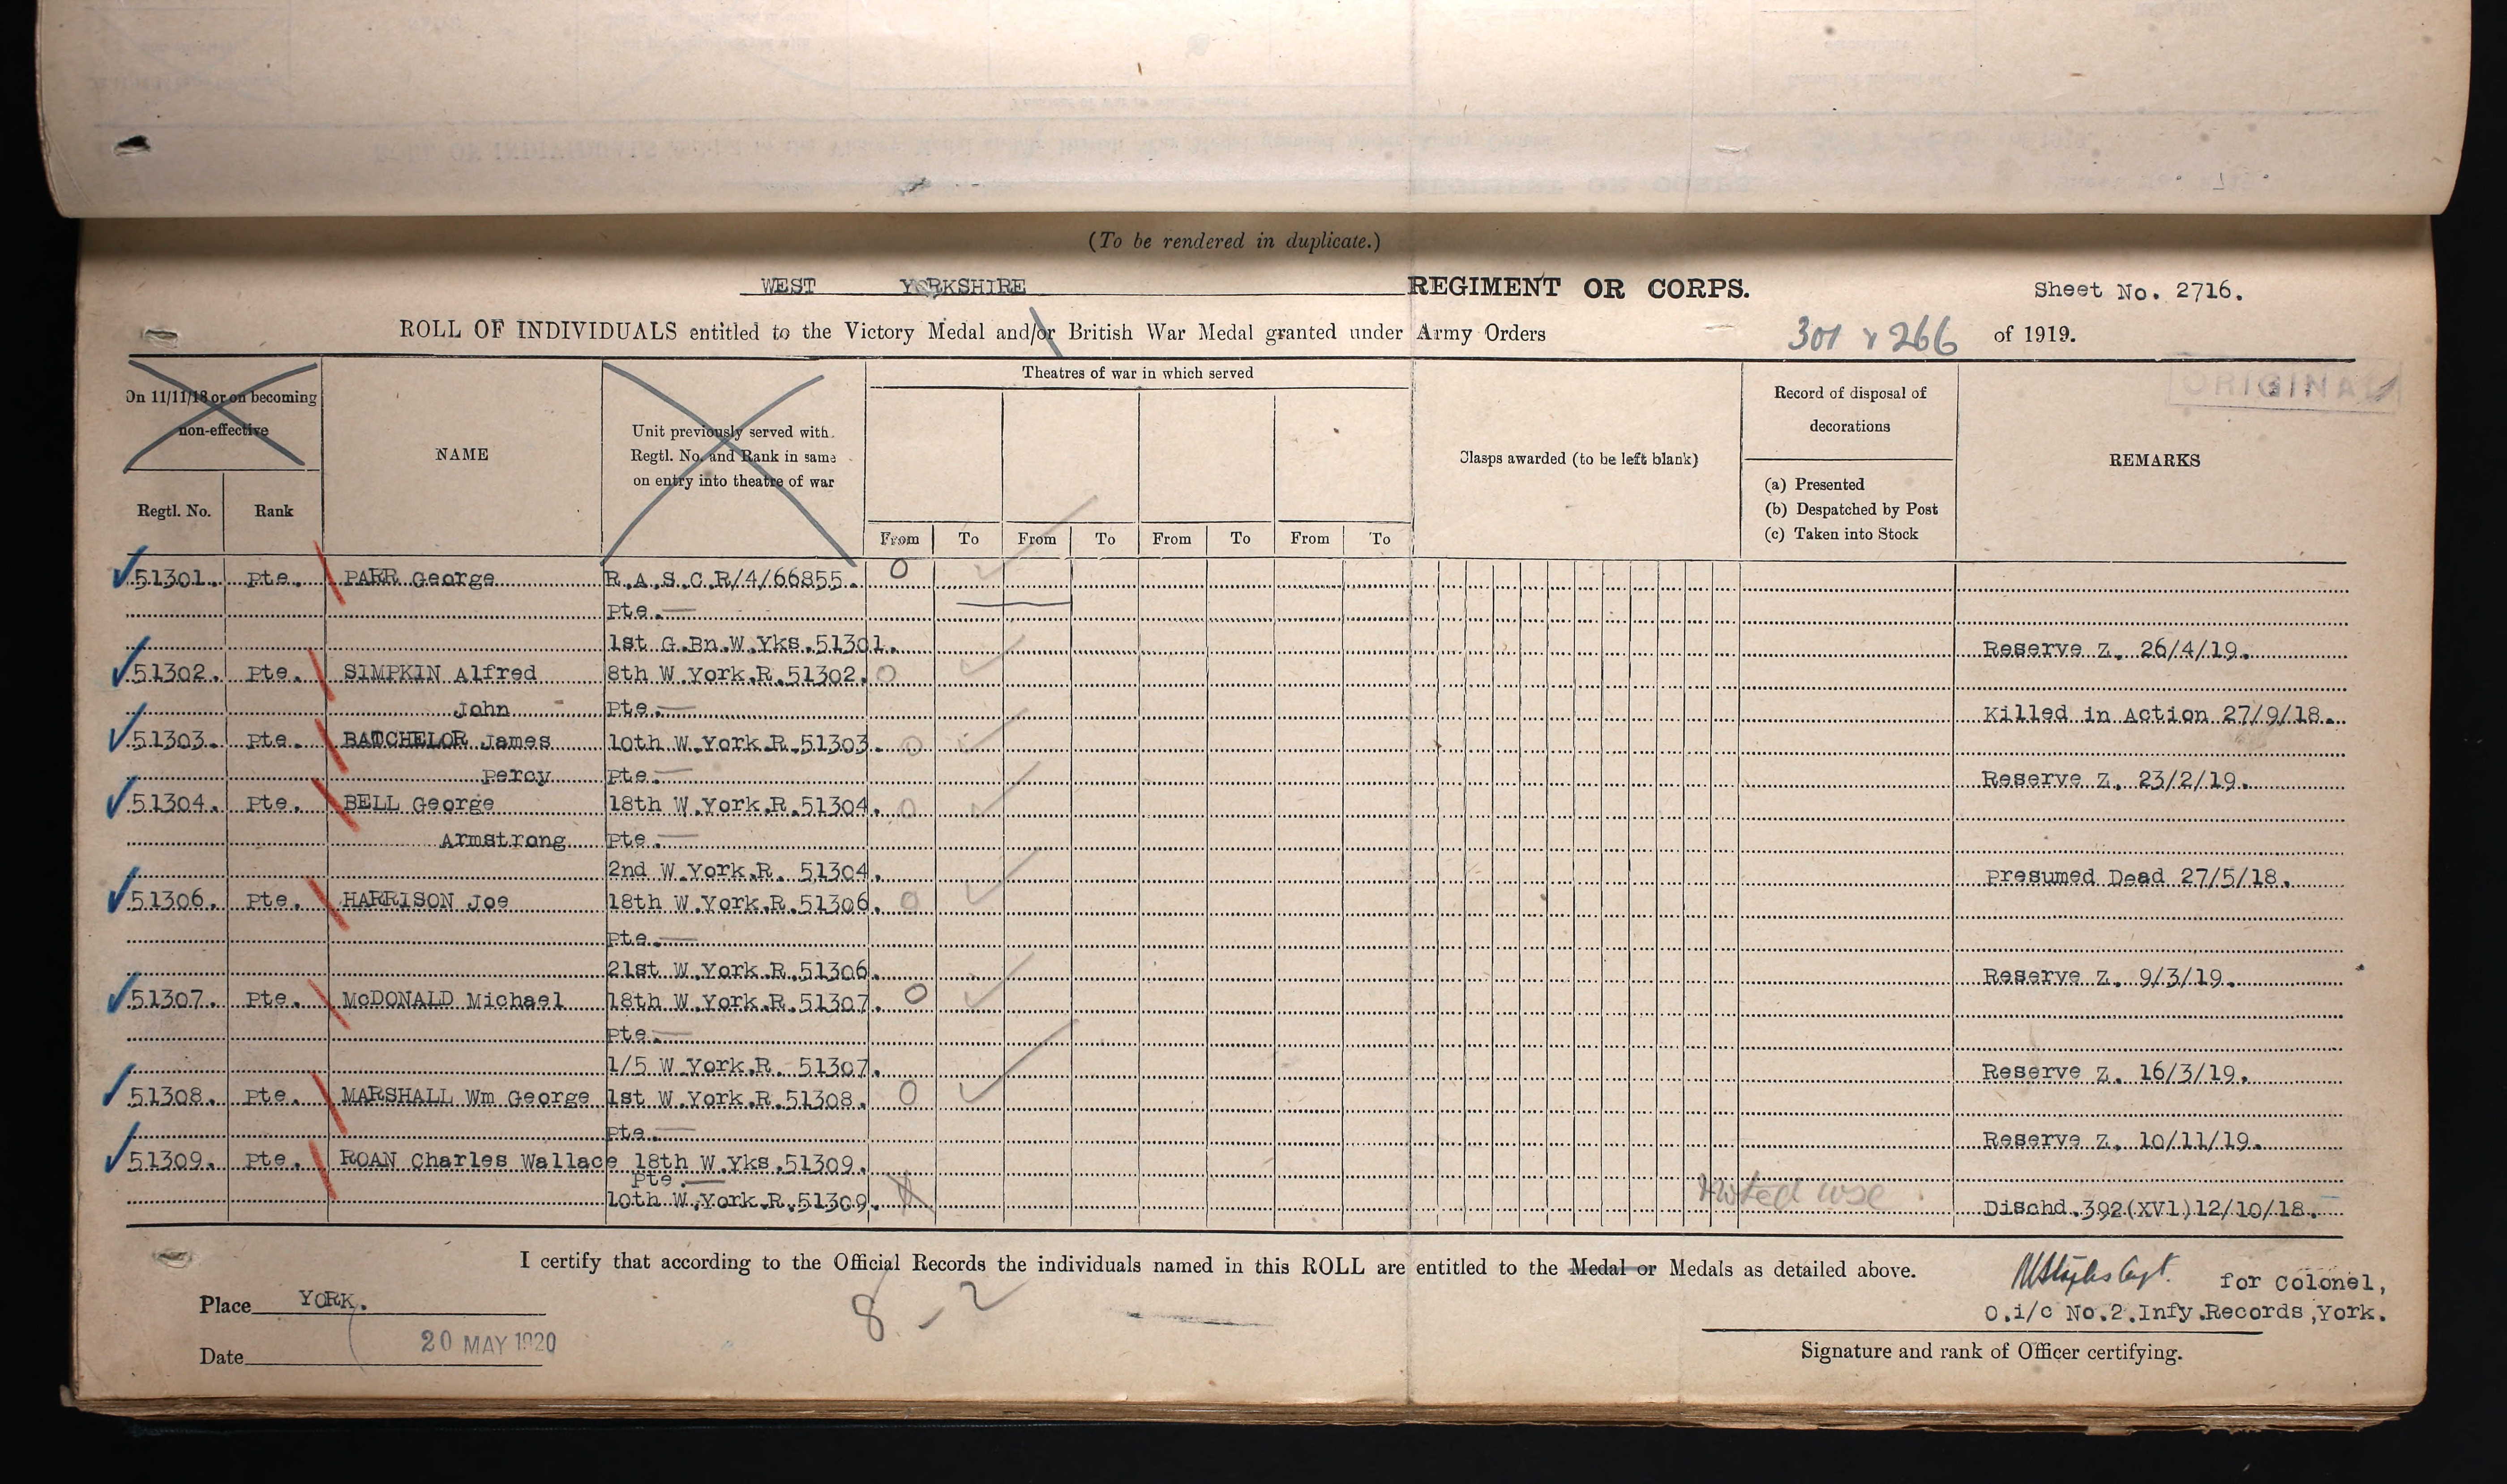 (To be rendered in duplicate.)
WEST YORKSHIRE REGIMENT OR CORPS. Sheet No. 2716.
ROLL OF INDIVIDUALS entitled to the Victory Medal and/or British War Medal granted under Army Orders 301 & 266 of 1919.
ORIGINAL
Theatres of war in which served
On 11/11/18 or on becoming
non-effective
Regtl. No. Rank
NAME
Unit previously served with.
Regtl. No. and Rank in same
on entry into theatre of war
From To From To From To From To
Clasps awarded (to be left blank)
Record of disposal of
decorations
(a) Presented
(b) Despatched by Post
(c) Taken into Stock
REMARKS
51301. Pte. PARR George R.A.S.C.R/4/66855. O
Pte.—
1st G.Bn.W.Yks.51301. Reserve Z. 26/4/19.
51302. Pte. SIMPKIN Alfred 8th W.York.R.51302. O
John Pte.— Killed in Action 27/9/18.
51303. Pte. BATCHELOR James 10th W.York.R.51303. O
Percy Pte.— Reserve Z. 23/2/19.
51304. Pte. BELL George 18th W.York.R.51304. O
Armstrong Pte.—
2nd W.York.R. 51304. Presumed Dead 27/5/18.
51306. Pte. HARRISON Joe 18th W.York.R.51306. O
Pte.—
21st W.York.R.51306. Reserve Z. 9/3/19.
51307. Pte. McDONALD Michael 18th W.York.R.51307. O
Pte.—
1/5 W.York.R. 51307. Reserve Z. 16/3/19.
51308. Pte. MARSHALL Wm George 1st W.York.R.51308. O
Pte.— Reserve Z. 10/11/19.
51309. Pte. ROAN Charles Wallace 18th W.Yks.51309.
Pte.—
10th W.York.R.51309. Noted Dischd.392(XVI)12/10/18.
I certify that according to the Official Records the individuals named in this ROLL are entitled to the Medal or Medals as detailed above.
Capt. for Colonel,
Place YORK. 8 - 2 O.i/c No.2.Infy.Records,York.
Date 20 MAY 1920 Signature and rank of Officer certifying.